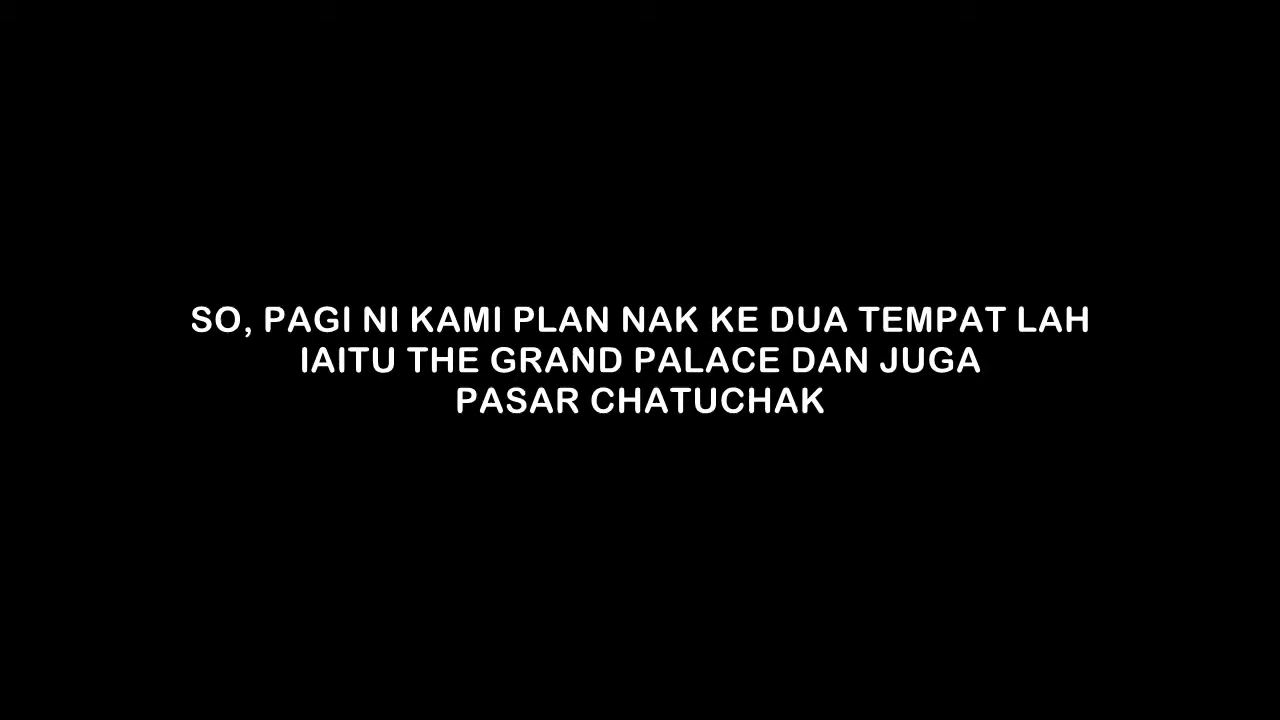 SO, PAGI NI KAMI PLAN NAK KE DUA TEMPAT LAH
IAITU THE GRAND PALACE DAN JUGA
PASAR CHATUCHAK